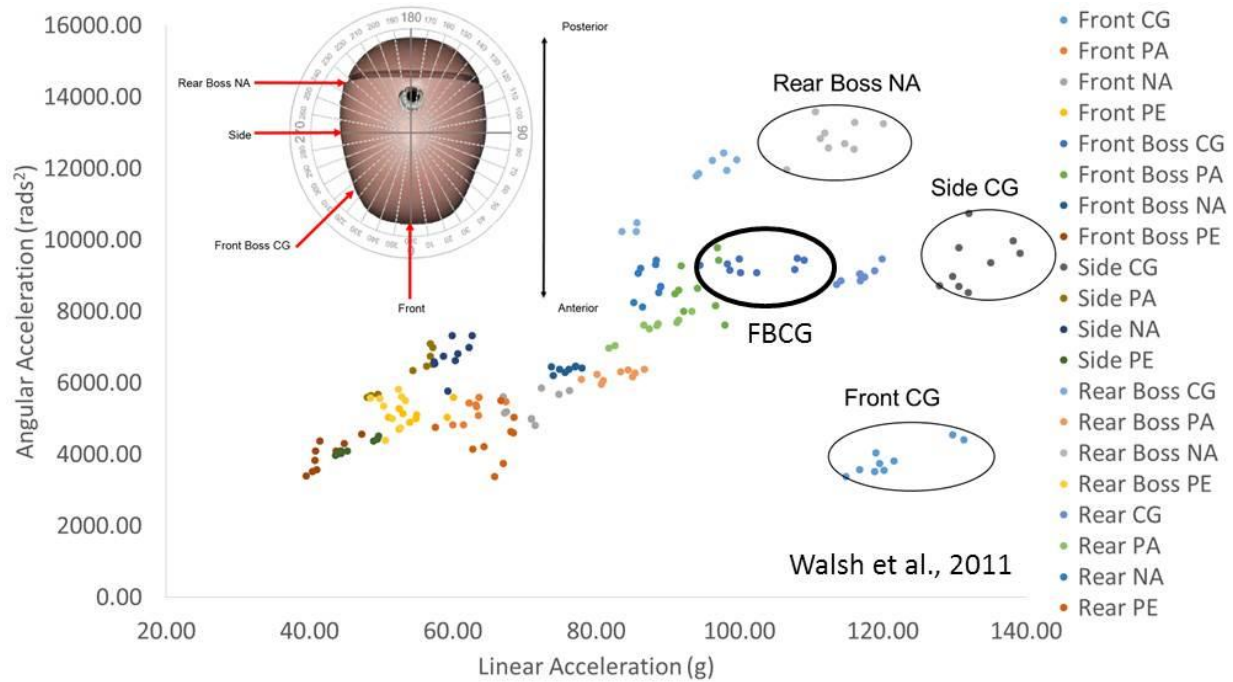 16000.00
14000.00
12000.00
10000.00
8000.00
6000.00
4000.00
2000.00
0.00
Angular Acceleration (rads²)
20.00 40.00 60.00 80.00 100.00 120.00 140.00
Linear Acceleration (g)
180
90
270
0
Posterior
Anterior
Rear Boss NA
Side
Front Boss CG
Front
Rear Boss NA
Side CG
FBCG
Front CG
Walsh et al., 2011
Front CG
Front PA
Front NA
Front PE
Front Boss CG
Front Boss PA
Front Boss NA
Front Boss PE
Side CG
Side PA
Side NA
Side PE
Rear Boss CG
Rear Boss PA
Rear Boss NA
Rear Boss PE
Rear CG
Rear PA
Rear NA
Rear PE